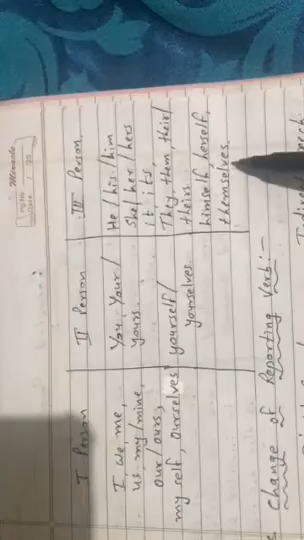 Miracle
I Person II Person III Person
I, we, me, You, Your / He / his / him
us, my/mine, yours. she / her / hers
our / ours, it its,
my self, ourselves yourself / They, them, their /
yourselves. theirs
himself herself,
themselves.
Change of Reporting Verb:-